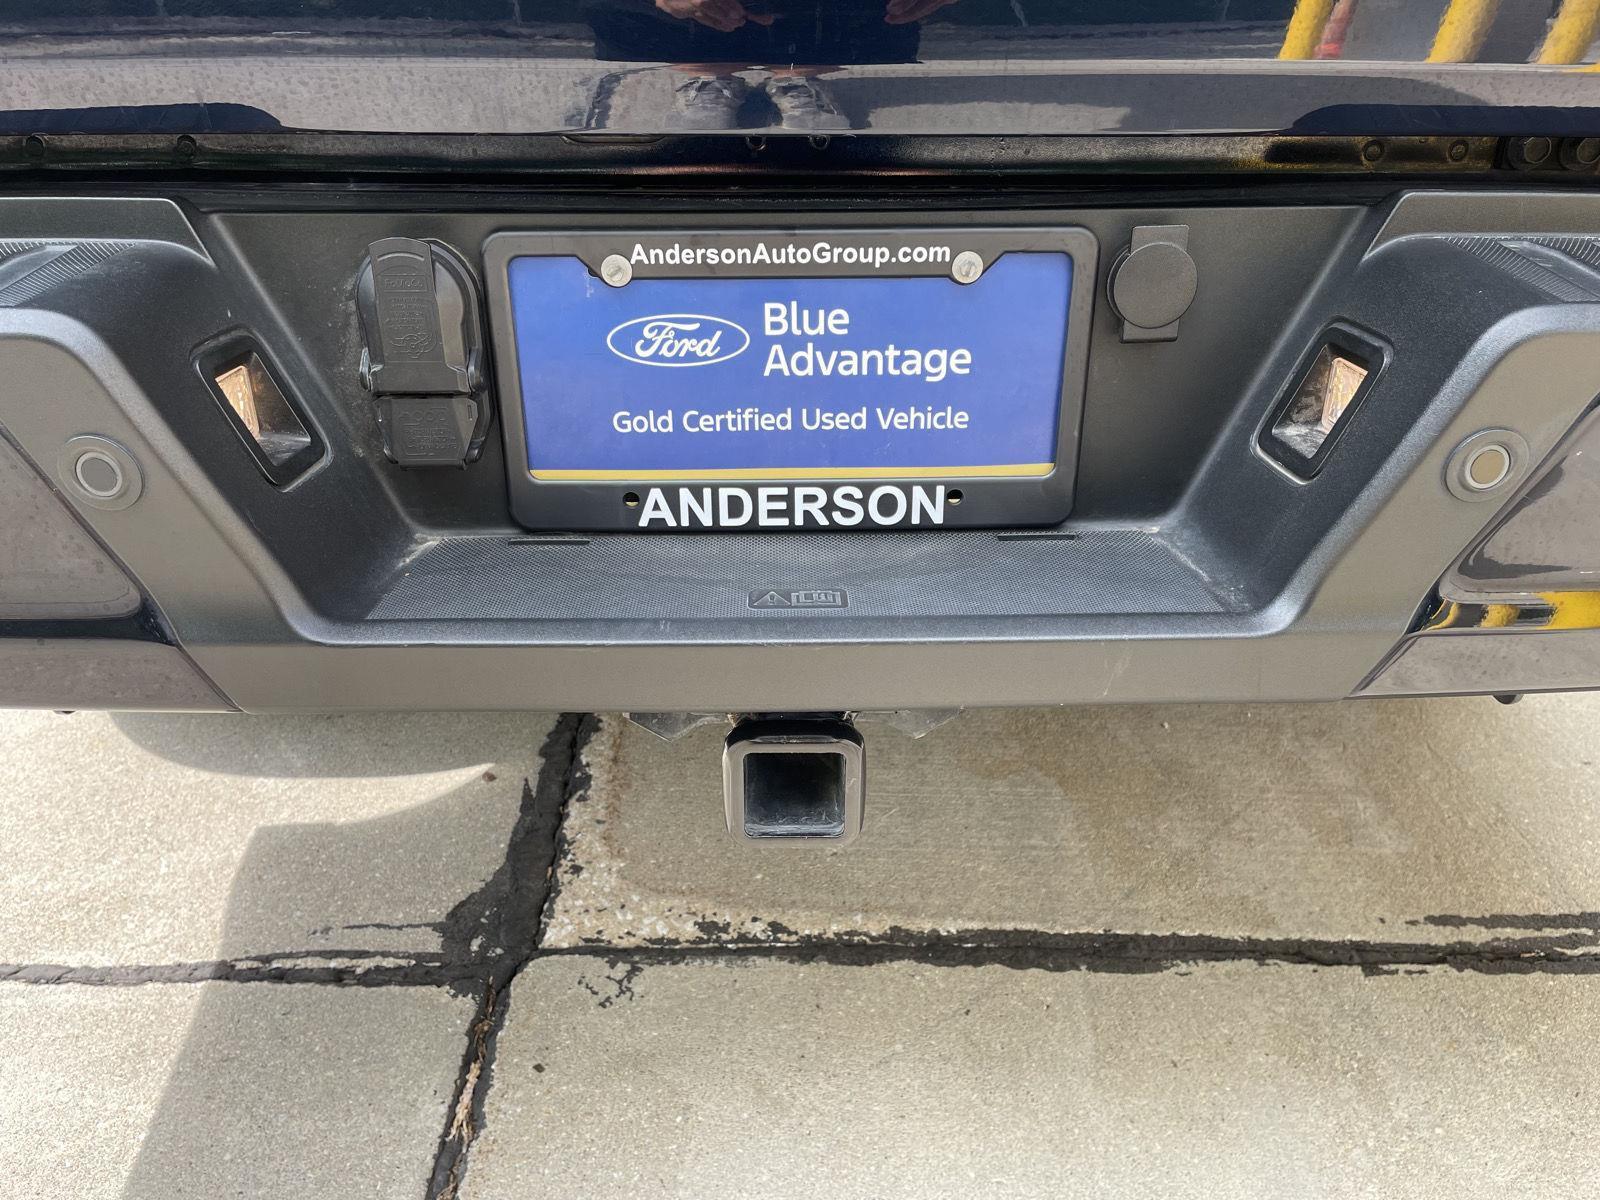 AndersonAutoGroup.com
Ford
Blue
Advantage
Gold Certified Used Vehicle
ANDERSON